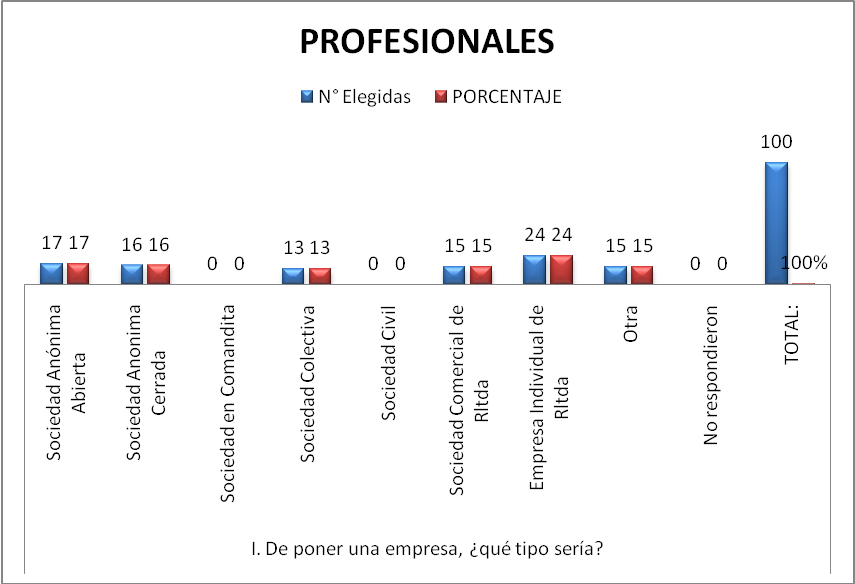 PROFESIONALES
N° Elegidas PORCENTAJE
100
17 17 16 16 0 0 13 13 0 0 15 15 24 24 15 15 0 0 100%
Sociedad Anónima
Abierta
Sociedad Anonima
Cerrada
Sociedad en Comandita
Sociedad Colectiva
Sociedad Civil
Sociedad Comercial de
Rltda
Empresa Individual de
Rltda
Otra
No respondieron
TOTAL:
I. De poner una empresa, ¿qué tipo sería?